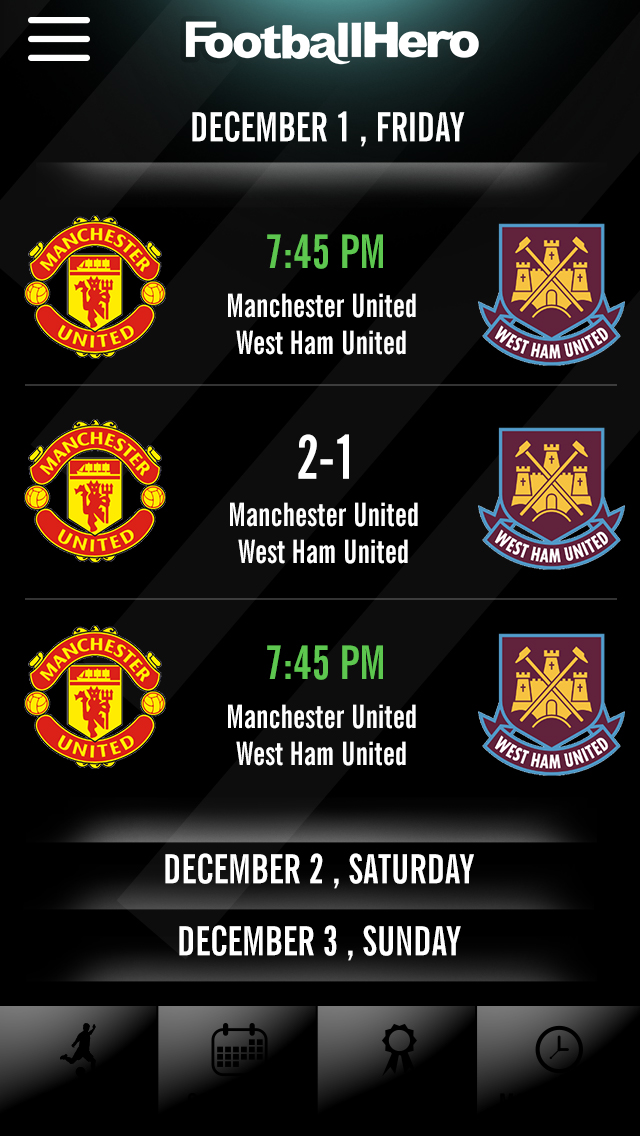 FootballHero
DECEMBER 1 , FRIDAY
MANCHESTER
UNITED
7:45 PM
Manchester United
West Ham United
WEST HAM UNITED
MANCHESTER
UNITED
2-1
Manchester United
West Ham United
WEST HAM UNITED
MANCHESTER
UNITED
7:45 PM
Manchester United
West Ham United
WEST HAM UNITED
DECEMBER 2 , SATURDAY
DECEMBER 3 , SUNDAY